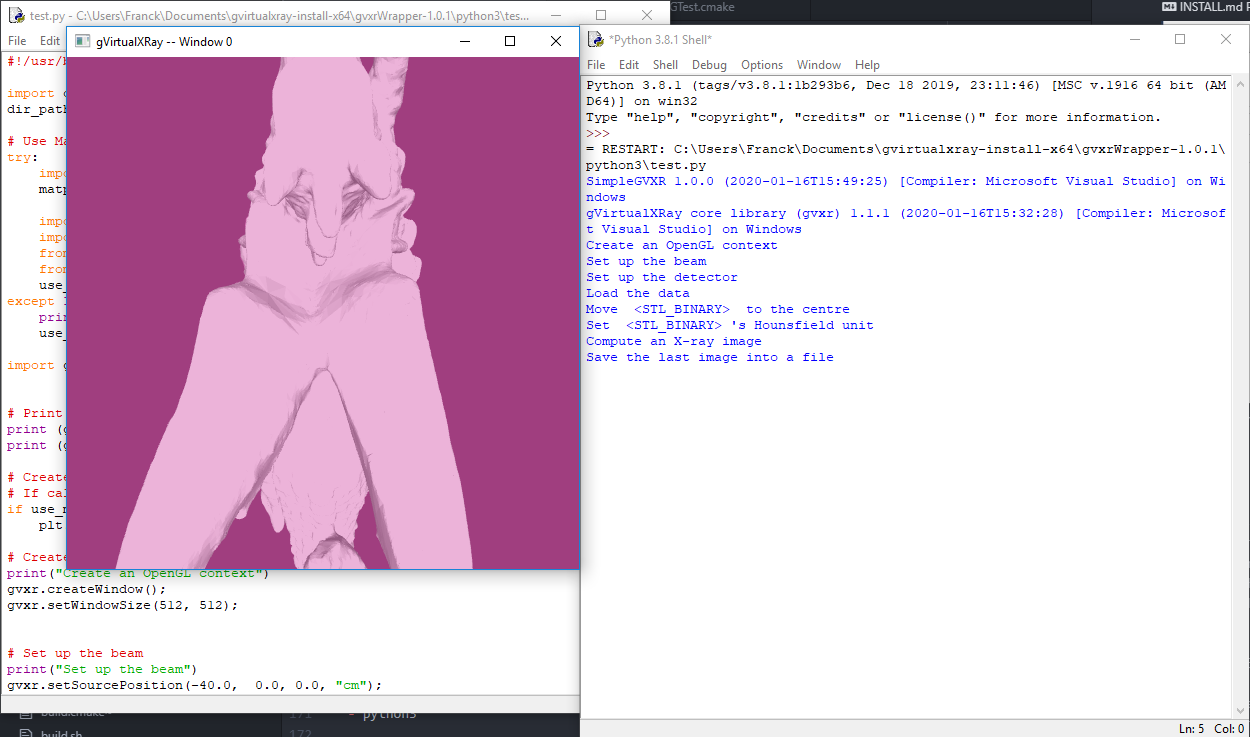 test.py - C:\Users\Franck\Documents\gvirtualxray-install-x64\gvxrWrapper-1.0.1\python3\tes...
GTest.cmake
INSTALL.md
File Edit
gVirtualXRay -- Window 0
#!/usr/
import
dir_pat
# Use Ma
try:
impo
matp
impo
impo
from
from
use_
except
prin
use_
import g
# Print
print (g
print (g
# Create
# If cal
if use_m
plt
# Create
print("Create an OpenGL context")
gvxr.createWindow();
gvxr.setWindowSize(512, 512);
# Set up the beam
print("Set up the beam")
gvxr.setSourcePosition(-40.0,  0.0, 0.0, "cm");
build.cmake
build.sh
171 - python3
172
*Python 3.8.1 Shell*
File Edit Shell Debug Options Window Help
Python 3.8.1 (tags/v3.8.1:1b293b6, Dec 18 2019, 23:11:46) [MSC v.1916 64 bit (AM
D64)] on win32
Type "help", "copyright", "credits" or "license()" for more information.
>>>
= RESTART: C:\Users\Franck\Documents\gvirtualxray-install-x64\gvxrWrapper-1.0.1\
python3\test.py
SimpleGVXR 1.0.0 (2020-01-16T15:49:25) [Compiler: Microsoft Visual Studio] on Wi
ndows
gVirtualXRay core library (gvxr) 1.1.1 (2020-01-16T15:32:28) [Compiler: Microsof
t Visual Studio] on Windows
Create an OpenGL context
Set up the beam
Set up the detector
Load the data
Move  <STL_BINARY>  to the centre
Set  <STL_BINARY> 's Hounsfield unit
Compute an X-ray image
Save the last image into a file
Ln: 5 Col: 0